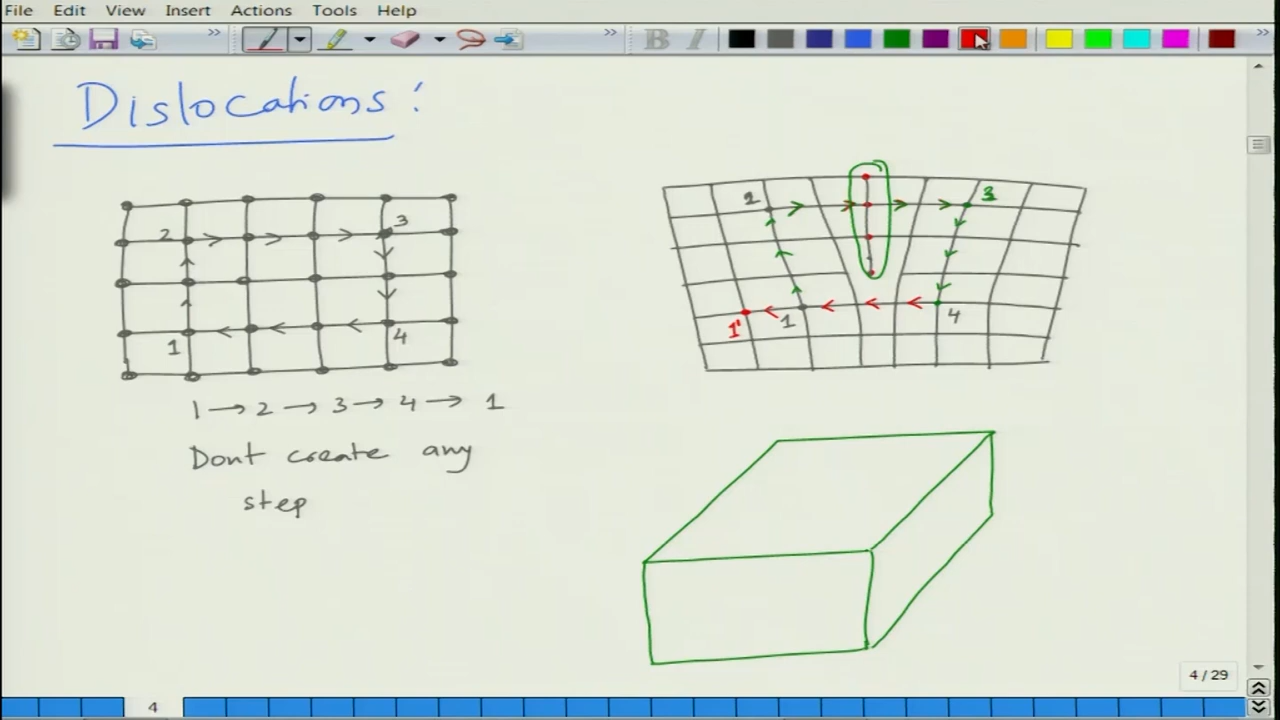 File Edit View Insert Actions Tools Help
B I
Dislocations:
2 3
1 4
1 → 2 → 3 → 4 → 1
Dont create any
step
2 3
1' 1 4
4 / 29
4